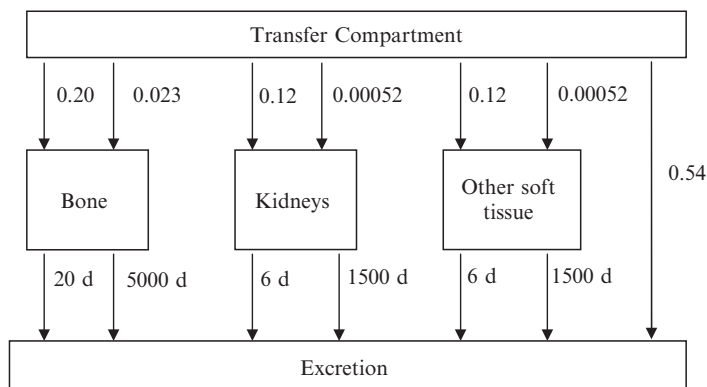 Transfer Compartment
0.20 0.023 0.12 0.00052 0.12 0.00052
0.54
Bone Kidneys Other soft
tissue
20 d 5000 d 6 d 1500 d 6 d 1500 d
Excretion